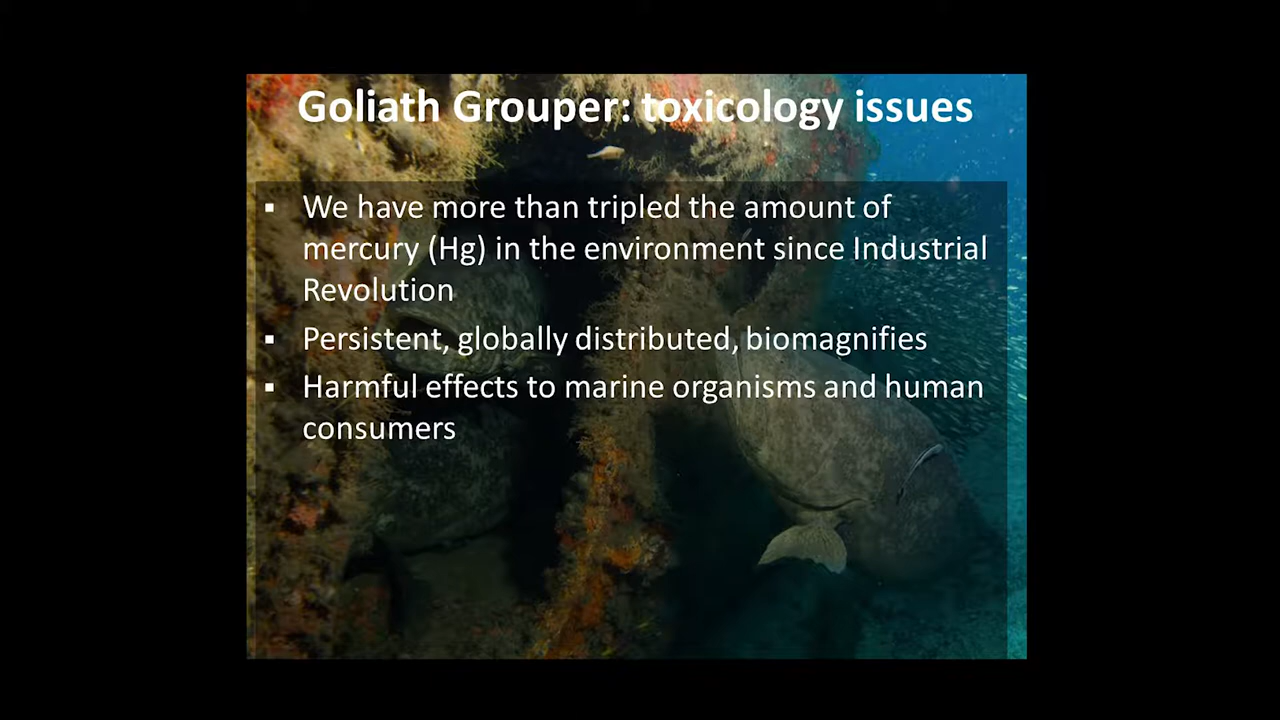 Goliath Grouper: toxicology issues
▪ We have more than tripled the amount of
mercury (Hg) in the environment since Industrial
Revolution
▪ Persistent, globally distributed, biomagnifies
▪ Harmful effects to marine organisms and human
consumers